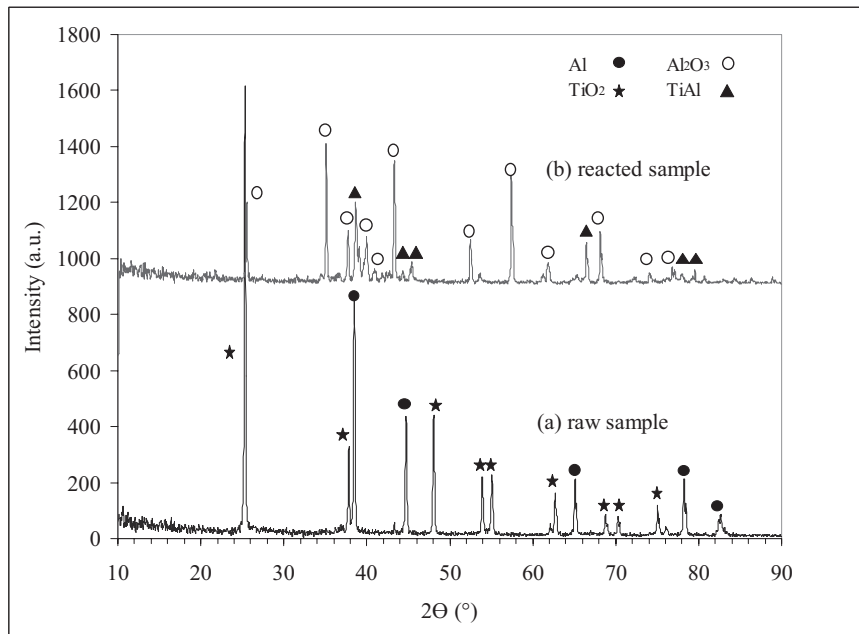 1800
1600
1400
1200
1000
800
600
400
200
0
Intensity (a.u.)
Al ● Al2O3 ○
TiO2 ★ TiAl ▲
(b) reacted sample
(a) raw sample
10 20 30 40 50 60 70 80 90
2Ɵ (°)